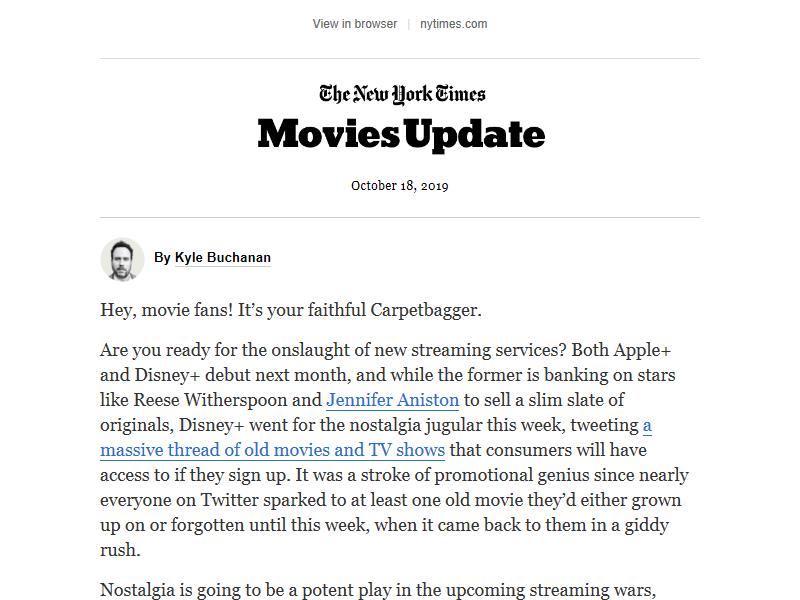 View in browser | nytimes.com
The New York Times
Movies Update
October 18, 2019
By Kyle Buchanan
Hey, movie fans! It’s your faithful Carpetbagger.
Are you ready for the onslaught of new streaming services? Both Apple+
and Disney+ debut next month, and while the former is banking on stars
like Reese Witherspoon and Jennifer Aniston to sell a slim slate of
originals, Disney+ went for the nostalgia jugular this week, tweeting a
massive thread of old movies and TV shows that consumers will have
access to if they sign up. It was a stroke of promotional genius since nearly
everyone on Twitter sparked to at least one old movie they’d either grown
up on or forgotten until this week, when it came back to them in a giddy
rush.
Nostalgia is going to be a potent play in the upcoming streaming wars,